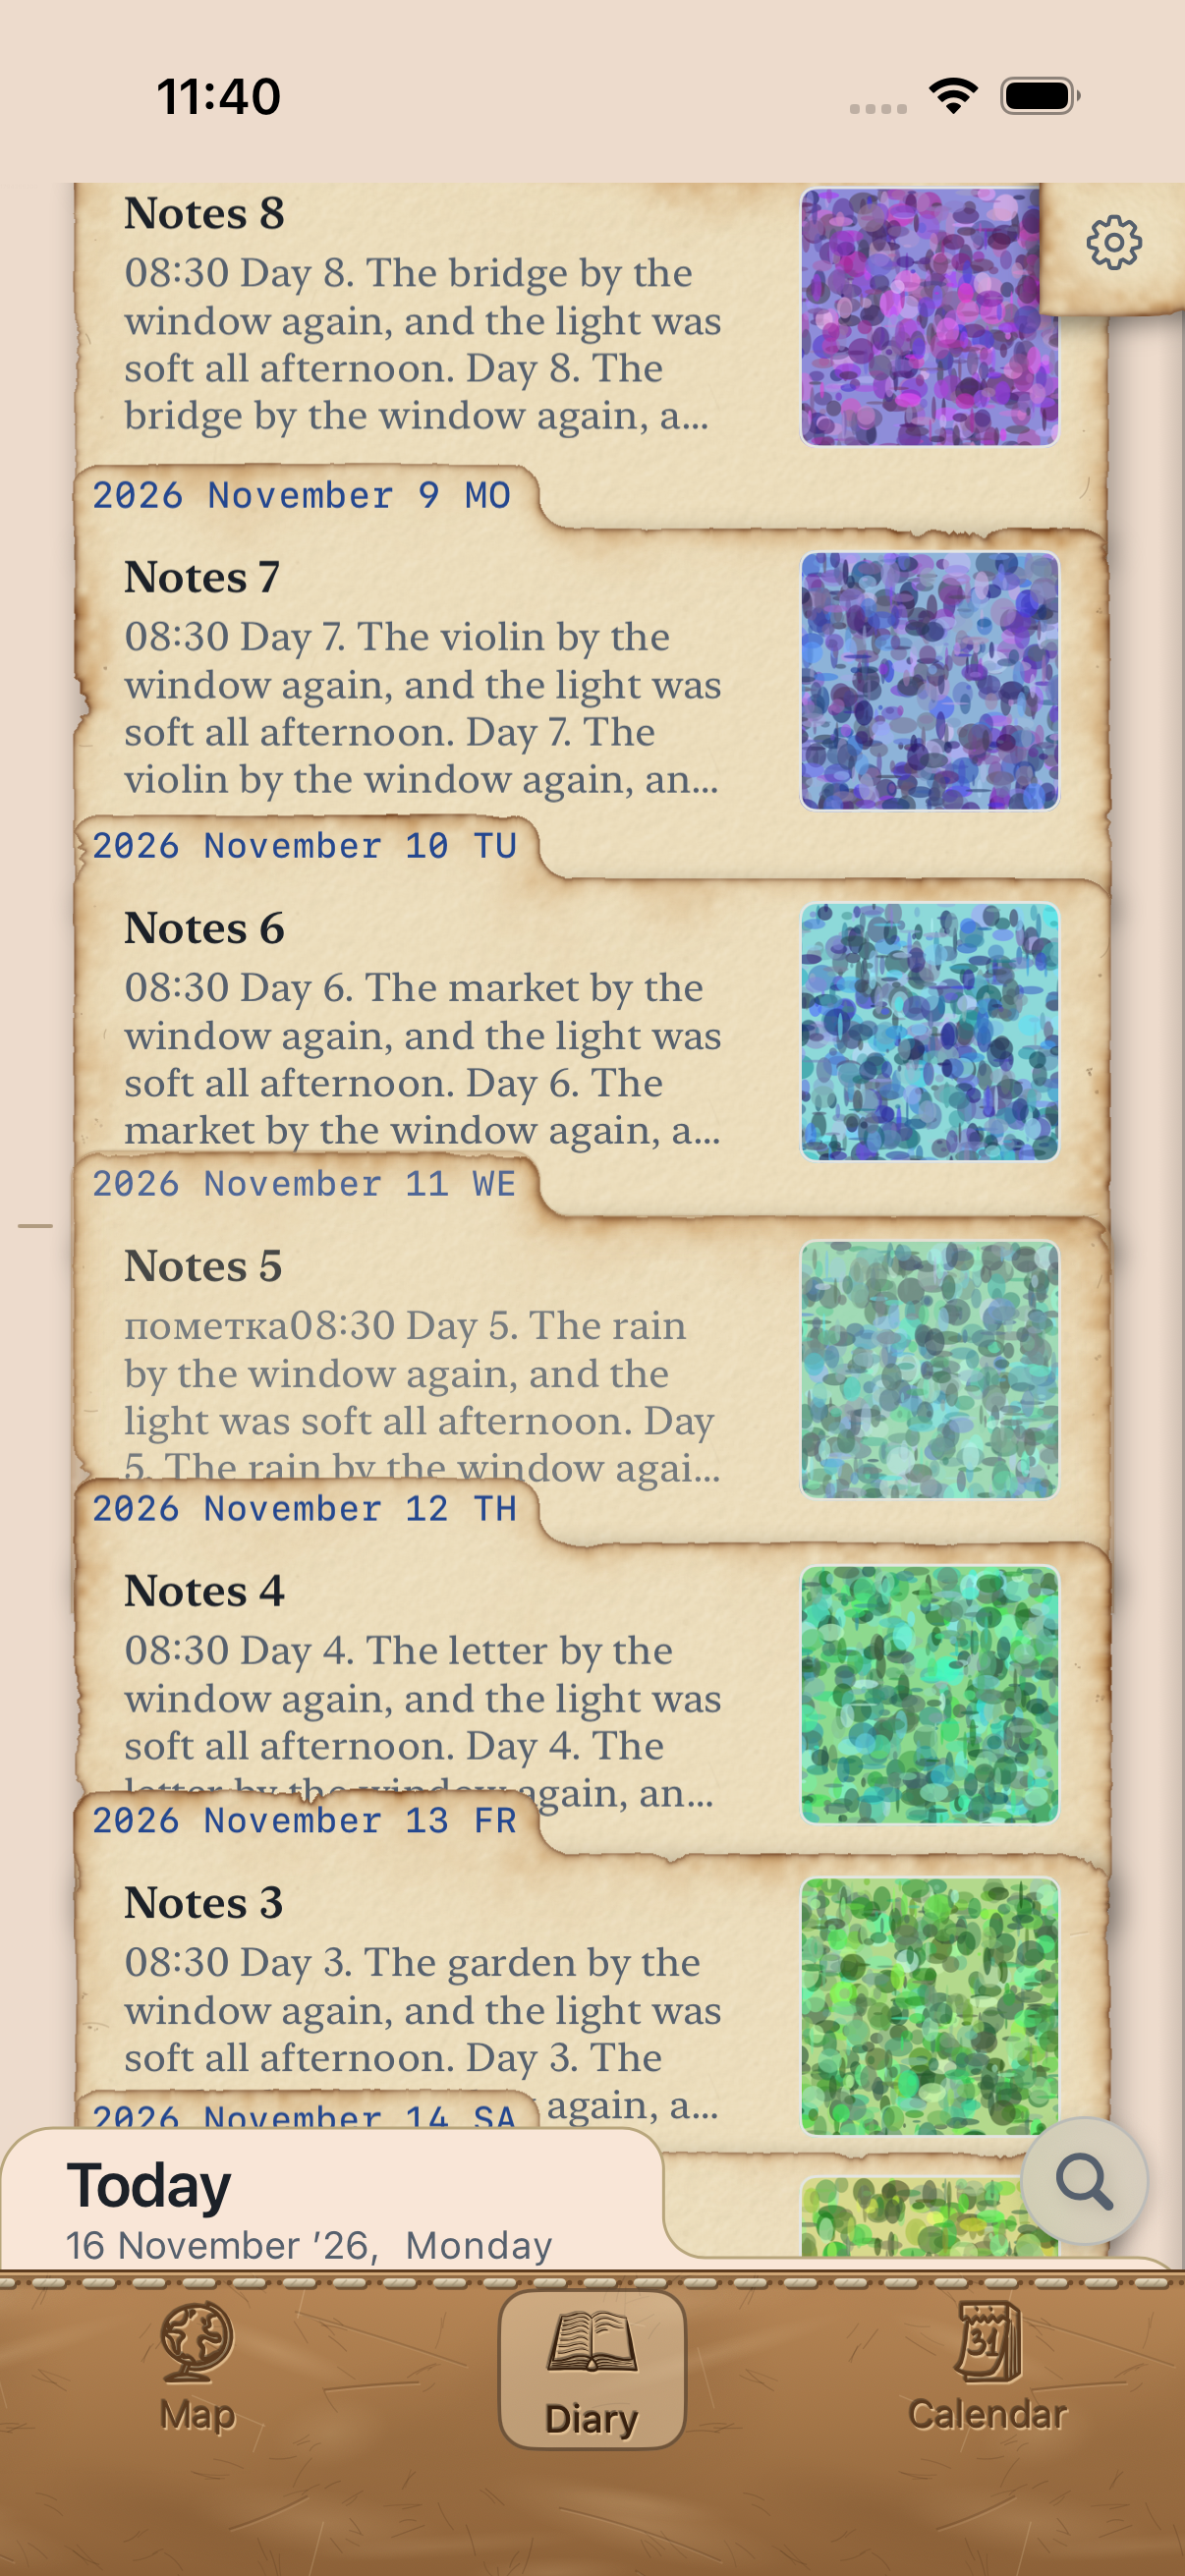 11:40
Notes 8
08:30 Day 8. The bridge by the
window again, and the light was
soft all afternoon. Day 8. The
bridge by the window again, a...
2026 November 9 MO
Notes 7
08:30 Day 7. The violin by the
window again, and the light was
soft all afternoon. Day 7. The
violin by the window again, an...
2026 November 10 TU
Notes 6
08:30 Day 6. The market by the
window again, and the light was
soft all afternoon. Day 6. The
market by the window again, a...
2026 November 11 WE
Notes 5
пометка08:30 Day 5. The rain
by the window again, and the
light was soft all afternoon. Day
5. The rain by the window agai...
2026 November 12 TH
Notes 4
08:30 Day 4. The letter by the
window again, and the light was
soft all afternoon. Day 4. The
letter by the window again, an...
2026 November 13 FR
Notes 3
08:30 Day 3. The garden by the
window again, and the light was
soft all afternoon. Day 3. The
again, a...
2026 November 14 SA
Today
16 November ’26, Monday
31
Map
Diary
Calendar